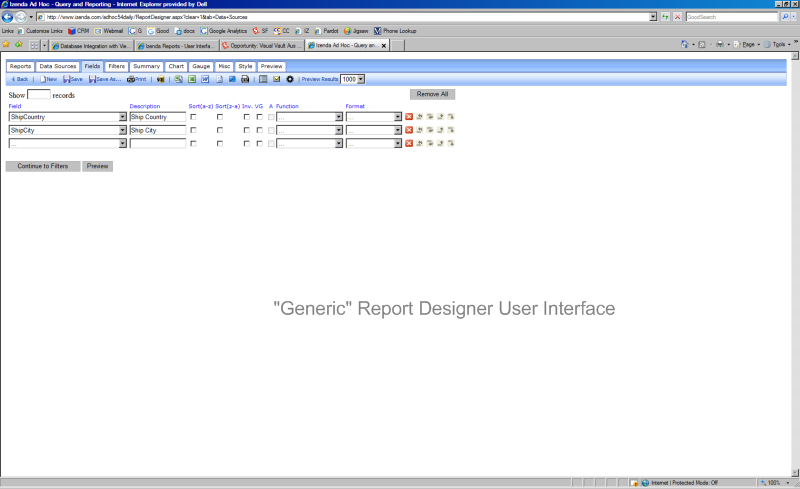 Izenda Ad Hoc - Query and Reporting - Internet Explorer provided by Dell
http://www.izenda.com/adhoc54daily/ReportDesigner.aspx?clear=1&tab=Data+Sources
GoodSearch
Links Customize Links CRM Webmail G Good docs Google Analytics SF CC IZ Pardot Jigsaw Phone Lookup
Database Integration with Vie... Izenda Reports - User Interfa... Opportunity: Visual Vault Aus ... Izenda Ad Hoc - Query an... Page Tools
Reports Data Sources Fields Filters Summary Chart Gauge Misc Style Preview
Back New Save Save As... Print Preview Results 1000
Show records Remove All
Field Description Sort(a-z) Sort(z-a) Inv. VG A Function Format
ShipCountry Ship Country ... ...
ShipCity Ship City ... ...
... ... ...
Continue to Filters Preview
"Generic" Report Designer User Interface
Internet | Protected Mode: Off 100%